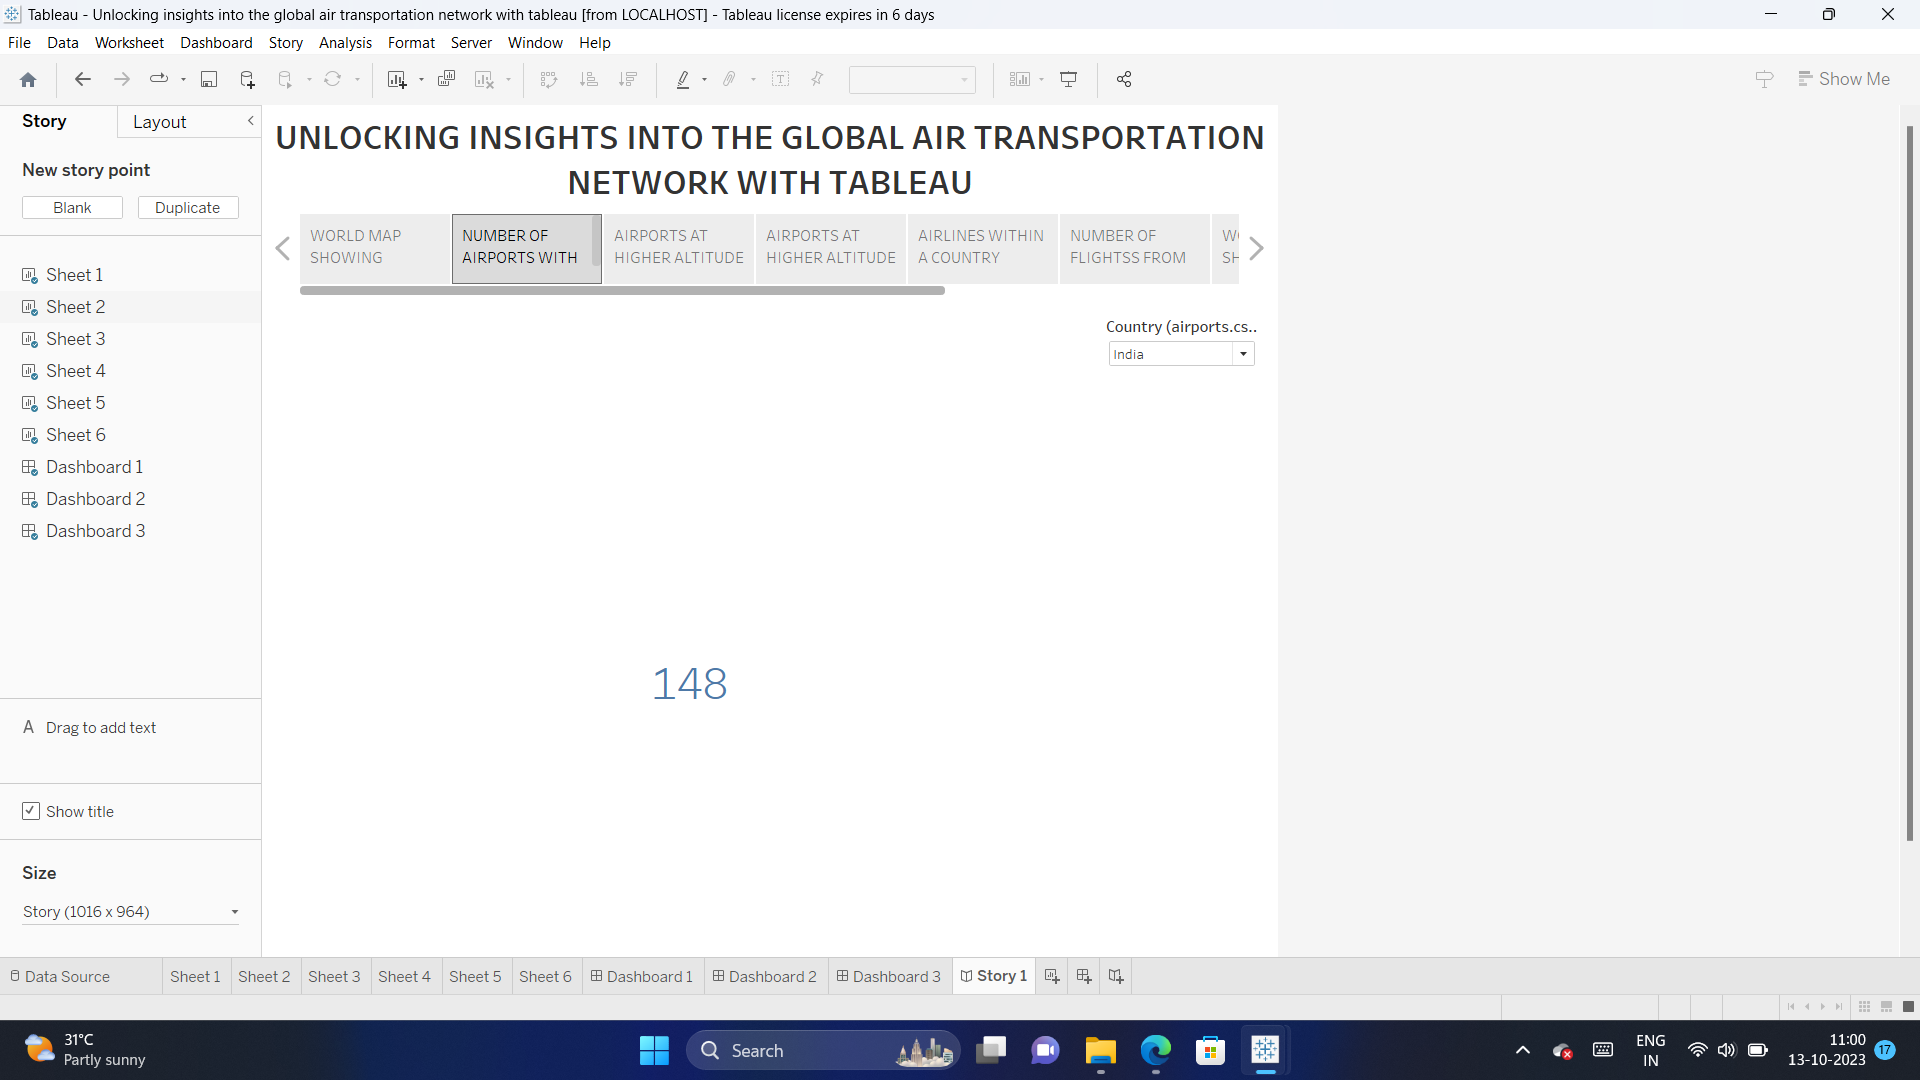 Tableau - Unlocking insights into the global air transportation network with tableau [from LOCALHOST] - Tableau license expires in 6 days
File Data Worksheet Dashboard Story Analysis Format Server Window Help
Show Me
Story Layout
New story point
Blank Duplicate
Sheet 1
Sheet 2
Sheet 3
Sheet 4
Sheet 5
Sheet 6
Dashboard 1
Dashboard 2
Dashboard 3
A Drag to add text
Show title
Size
Story (1016 x 964)
UNLOCKING INSIGHTS INTO THE GLOBAL AIR TRANSPORTATION
NETWORK WITH TABLEAU
WORLD MAP
SHOWING
NUMBER OF
AIRPORTS WITH
AIRPORTS AT
HIGHER ALTITUDE
AIRPORTS AT
HIGHER ALTITUDE
AIRLINES WITHIN
A COUNTRY
NUMBER OF
FLIGHTSS FROM
Country (airports.cs..
India
148
Data Source Sheet 1 Sheet 2 Sheet 3 Sheet 4 Sheet 5 Sheet 6 Dashboard 1 Dashboard 2 Dashboard 3 Story 1
31°C
Partly sunny
Search
ENG
IN
11:00
13-10-2023
17